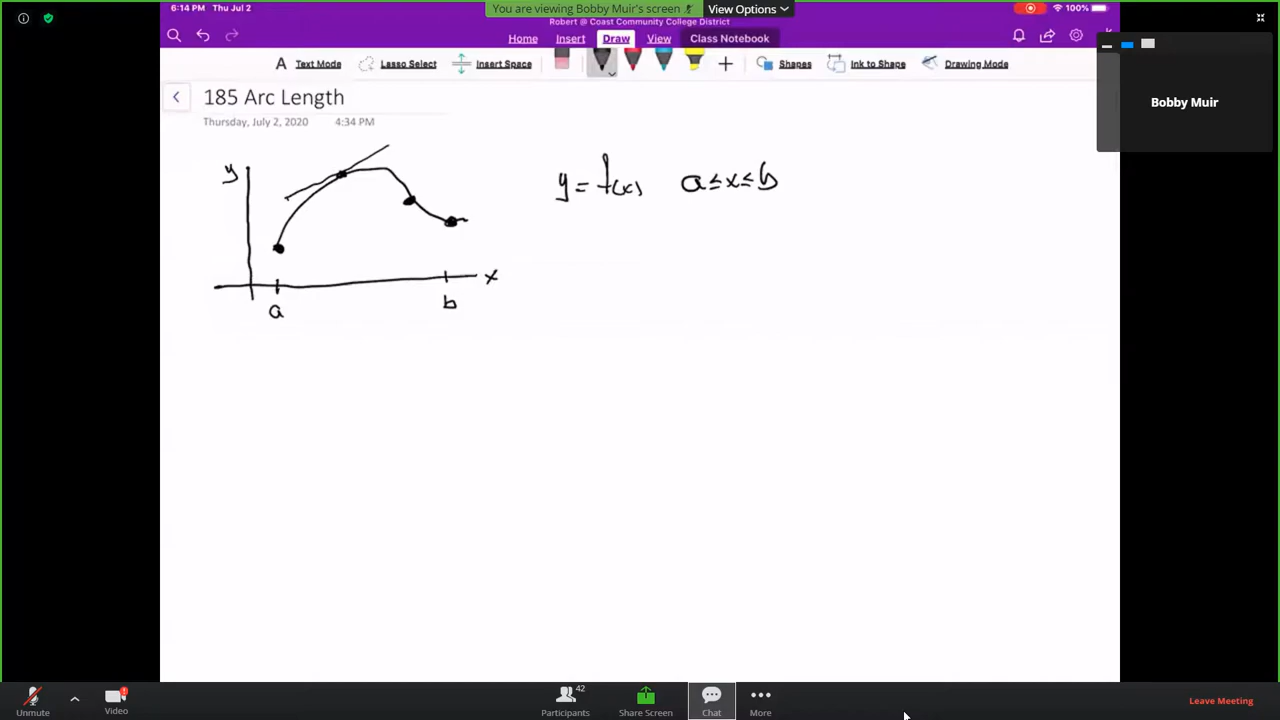 You are viewing Bobby Muir's screen
View Options
6:14 PM Thu Jul 2
Robert @ Coast Community College District
100%
Home Insert Draw View Class Notebook
Text Mode Lasso Select Insert Space Shapes Ink to Shape Drawing Mode
185 Arc Length
Thursday, July 2, 2020 4:34 PM
Bobby Muir
y
y = f(x) a ≤ x ≤ b
x
a b
Unmute Video Participants 42 Share Screen Chat More Leave Meeting